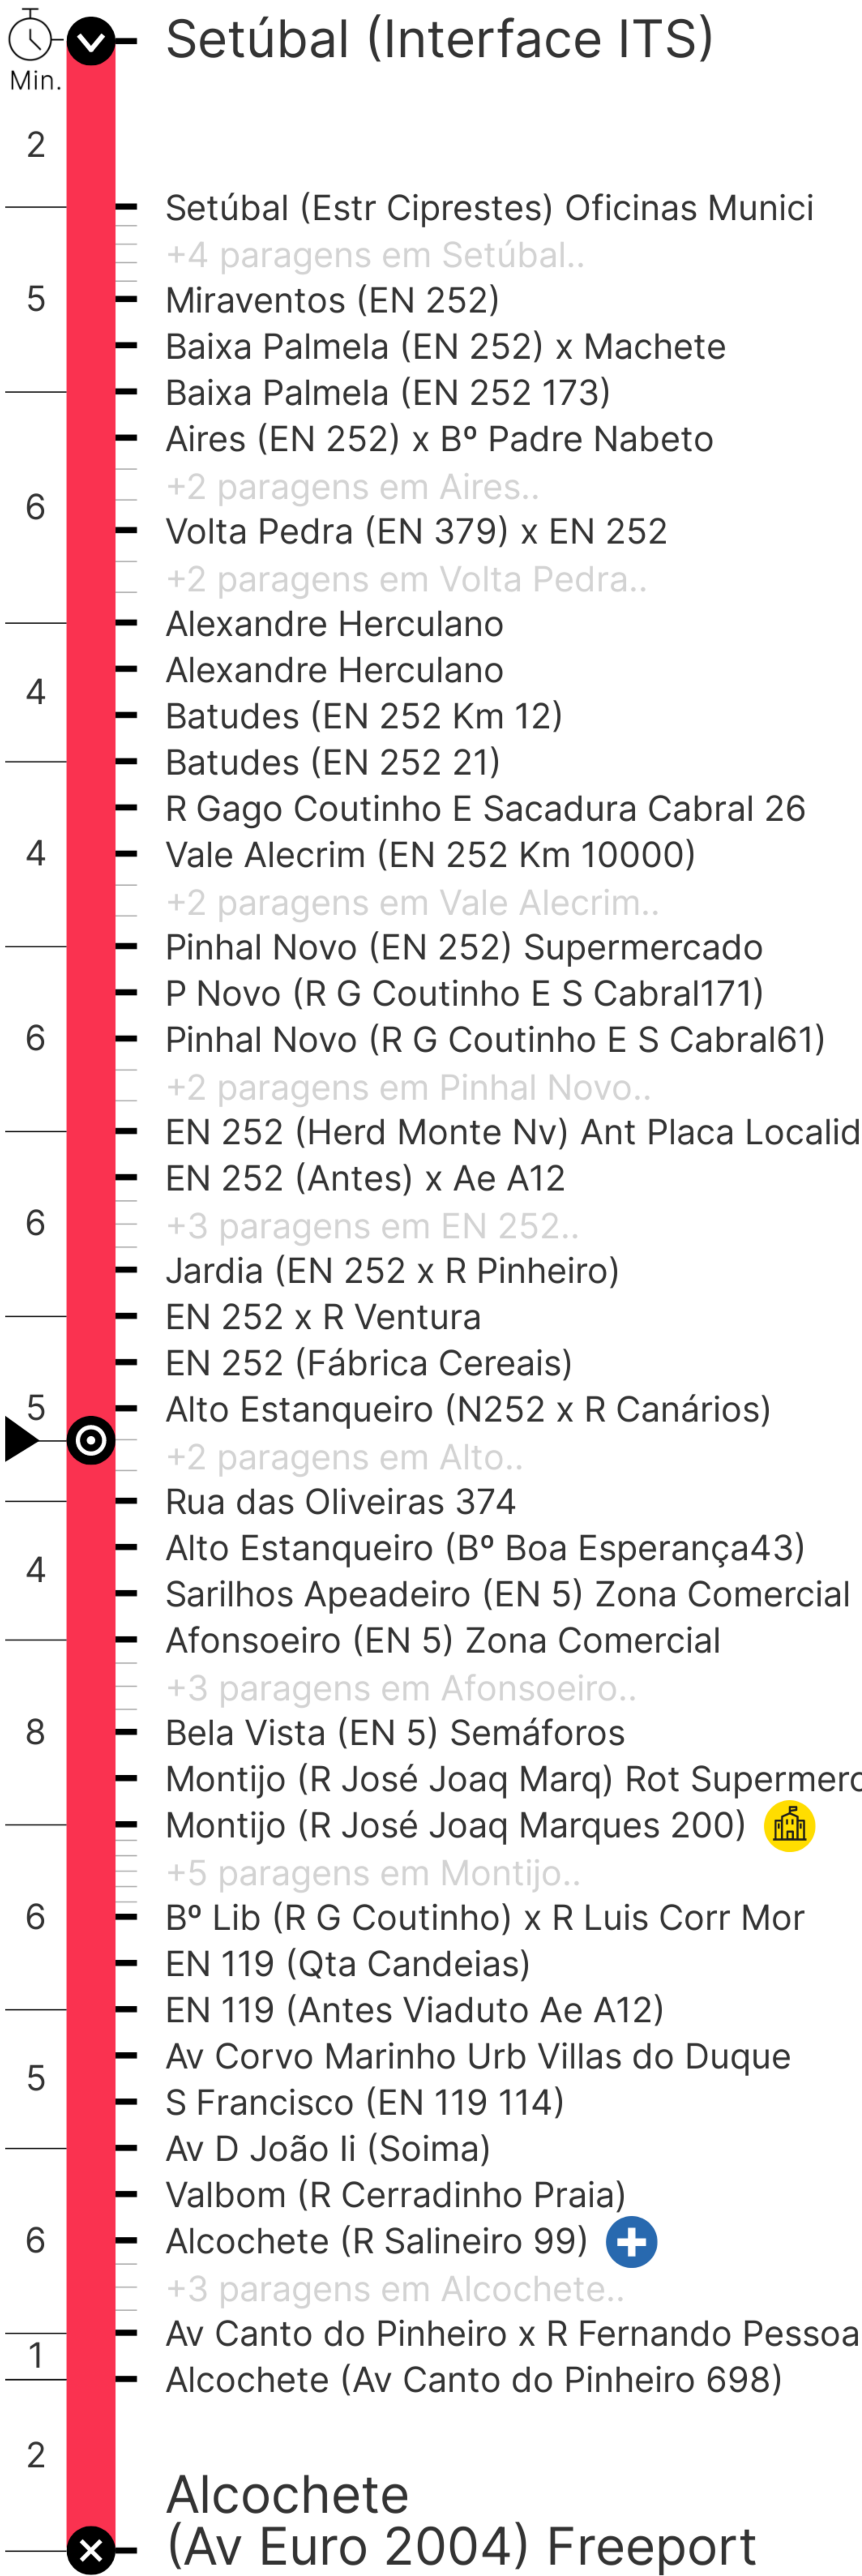 Setúbal (Interface ITS)
Min.
2
Setúbal (Estr Ciprestes) Oficinas Munici
+4 paragens em Setúbal..
5
Miraventos (EN 252)
Baixa Palmela (EN 252) x Machete
Baixa Palmela (EN 252 173)
Aires (EN 252) x Bº Padre Nabeto
+2 paragens em Aires..
6
Volta Pedra (EN 379) x EN 252
+2 paragens em Volta Pedra..
Alexandre Herculano
Alexandre Herculano
4
Batudes (EN 252 Km 12)
Batudes (EN 252 21)
R Gago Coutinho E Sacadura Cabral 26
4
Vale Alecrim (EN 252 Km 10000)
+2 paragens em Vale Alecrim..
Pinhal Novo (EN 252) Supermercado
P Novo (R G Coutinho E S Cabral171)
6
Pinhal Novo (R G Coutinho E S Cabral61)
+2 paragens em Pinhal Novo..
EN 252 (Herd Monte Nv) Ant Placa Localid
EN 252 (Antes) x Ae A12
6
+3 paragens em EN 252..
Jardia (EN 252 x R Pinheiro)
EN 252 x R Ventura
EN 252 (Fábrica Cereais)
5
Alto Estanqueiro (N252 x R Canários)
+2 paragens em Alto..
Rua das Oliveiras 374
Alto Estanqueiro (Bº Boa Esperança43)
4
Sarilhos Apeadeiro (EN 5) Zona Comercial
Afonsoeiro (EN 5) Zona Comercial
+3 paragens em Afonsoeiro..
8
Bela Vista (EN 5) Semáforos
Montijo (R José Joaq Marq) Rot Supermerc
Montijo (R José Joaq Marques 200)
+5 paragens em Montijo..
6
Bº Lib (R G Coutinho) x R Luis Corr Mor
EN 119 (Qta Candeias)
EN 119 (Antes Viaduto Ae A12)
Av Corvo Marinho Urb Villas do Duque
5
S Francisco (EN 119 114)
Av D João Ii (Soima)
Valbom (R Cerradinho Praia)
6
Alcochete (R Salineiro 99)
+3 paragens em Alcochete..
Av Canto do Pinheiro x R Fernando Pessoa
1
Alcochete (Av Canto do Pinheiro 698)
2
Alcochete
(Av Euro 2004) Freeport